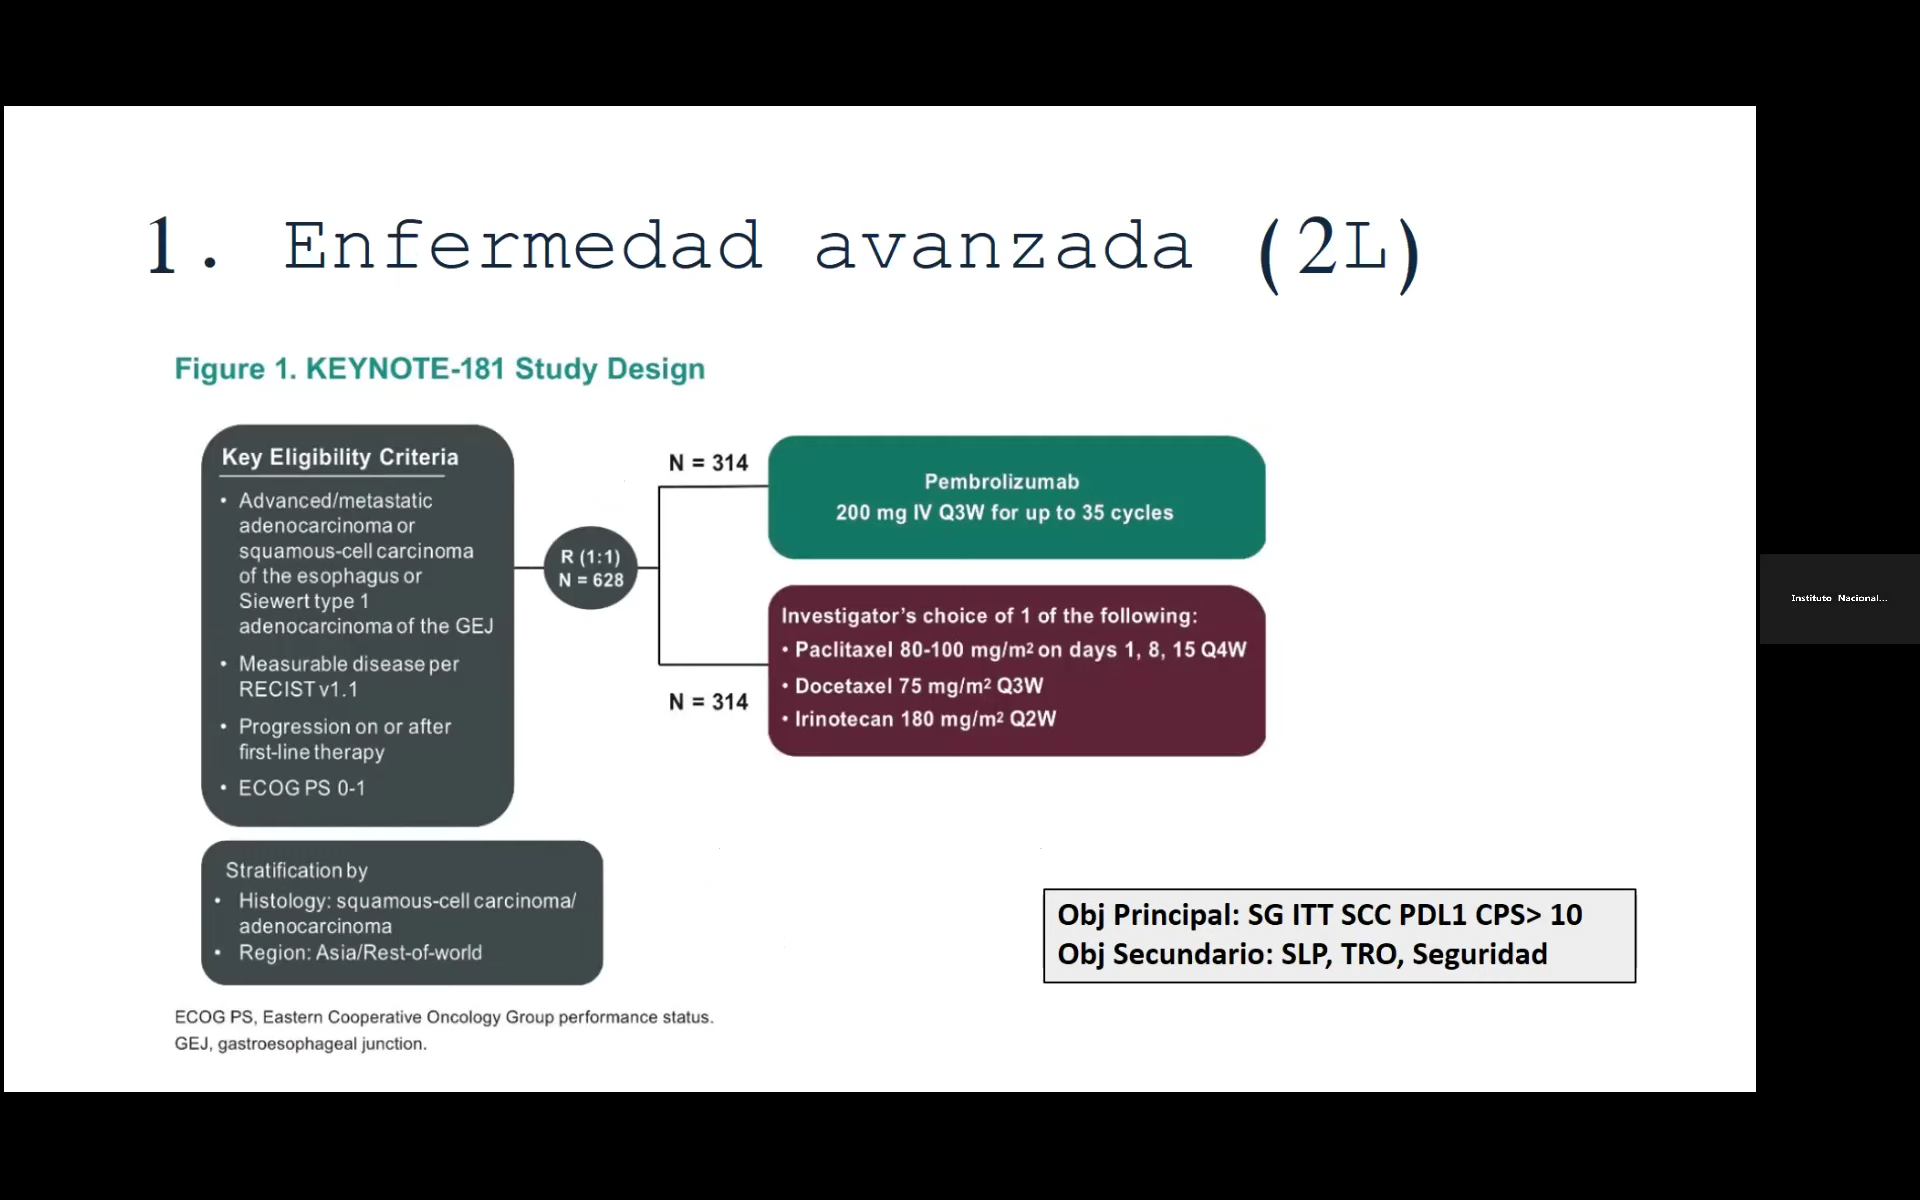 1. Enfermedad avanzada (2L)
Figure 1. KEYNOTE-181 Study Design
Key Eligibility Criteria
• Advanced/metastatic
adenocarcinoma or
squamous-cell carcinoma
of the esophagus or
Siewert type 1
adenocarcinoma of the GEJ
• Measurable disease per
RECIST v1.1
• Progression on or after
first-line therapy
• ECOG PS 0-1
R (1:1)
N = 628
N = 314
Pembrolizumab
200 mg IV Q3W for up to 35 cycles
N = 314
Investigator's choice of 1 of the following:
• Paclitaxel 80-100 mg/m² on days 1, 8, 15 Q4W
• Docetaxel 75 mg/m² Q3W
• Irinotecan 180 mg/m² Q2W
Stratification by
• Histology: squamous-cell carcinoma/
adenocarcinoma
• Region: Asia/Rest-of-world
Obj Principal: SG ITT SCC PDL1 CPS> 10
Obj Secundario: SLP, TRO, Seguridad
ECOG PS, Eastern Cooperative Oncology Group performance status.
GEJ, gastroesophageal junction.
Instituto Nacional...